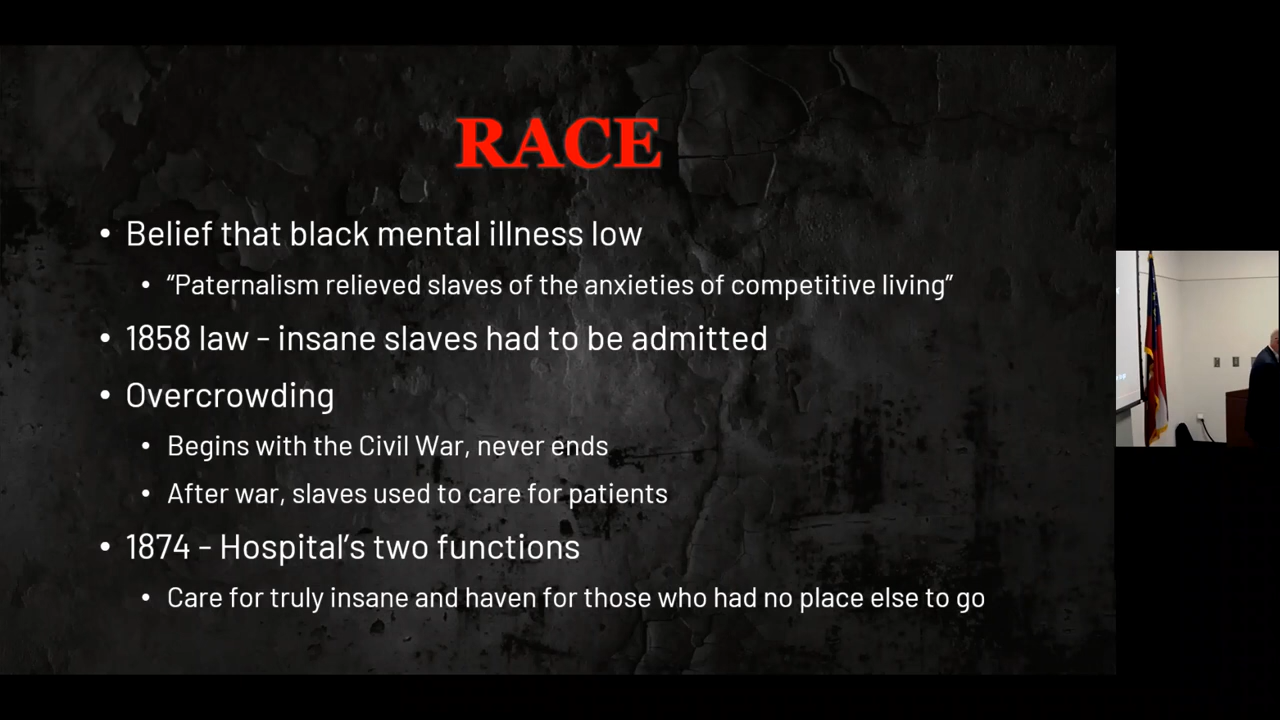 RACE
• Belief that black mental illness low
• “Paternalism relieved slaves of the anxieties of competitive living”
• 1858 law - insane slaves had to be admitted
• Overcrowding
• Begins with the Civil War, never ends
• After war, slaves used to care for patients
• 1874 - Hospital’s two functions
• Care for truly insane and haven for those who had no place else to go